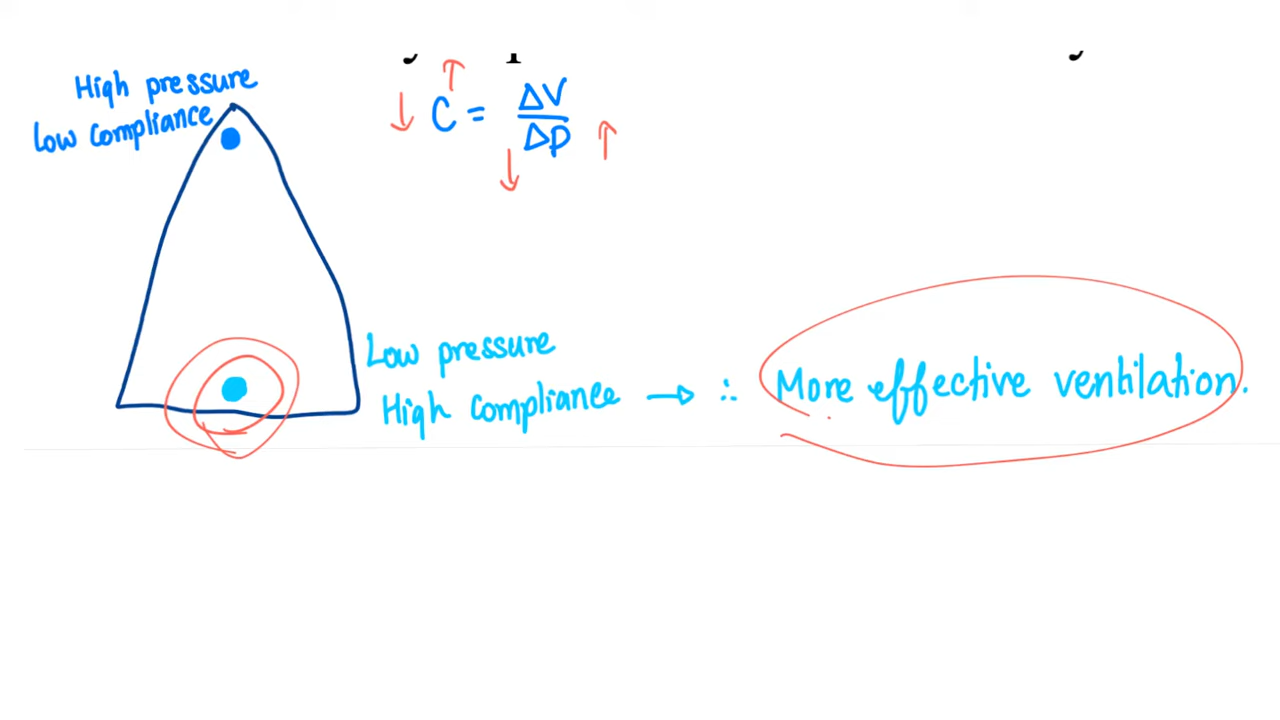 High pressure
Low compliance
↑
↓ C = ΔV/ΔP ↑
↓
Low pressure
High compliance → ∴ More effective ventilation.